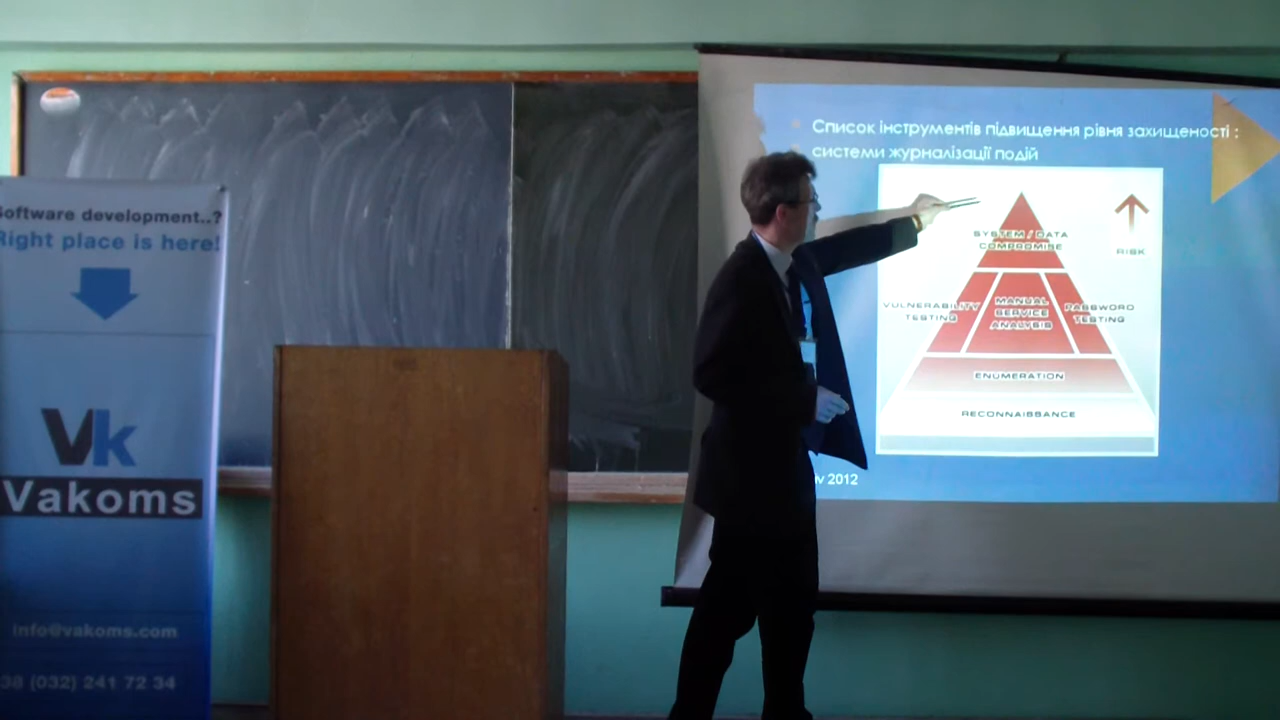 Software development..?
Right place is here!
Vk
Vakoms
info@vakoms.com
38 (032) 241 72 34
Список інструментів підвищення рівня захищеності :
системи журналізації подій
SYSTEM / DATA
COMPROMISE
RISK
VULNERABILITY
TESTING
MANUAL
SERVICE
ANALYSIS
PASSWORD
TESTING
ENUMERATION
RECONNAISSANCE
2012